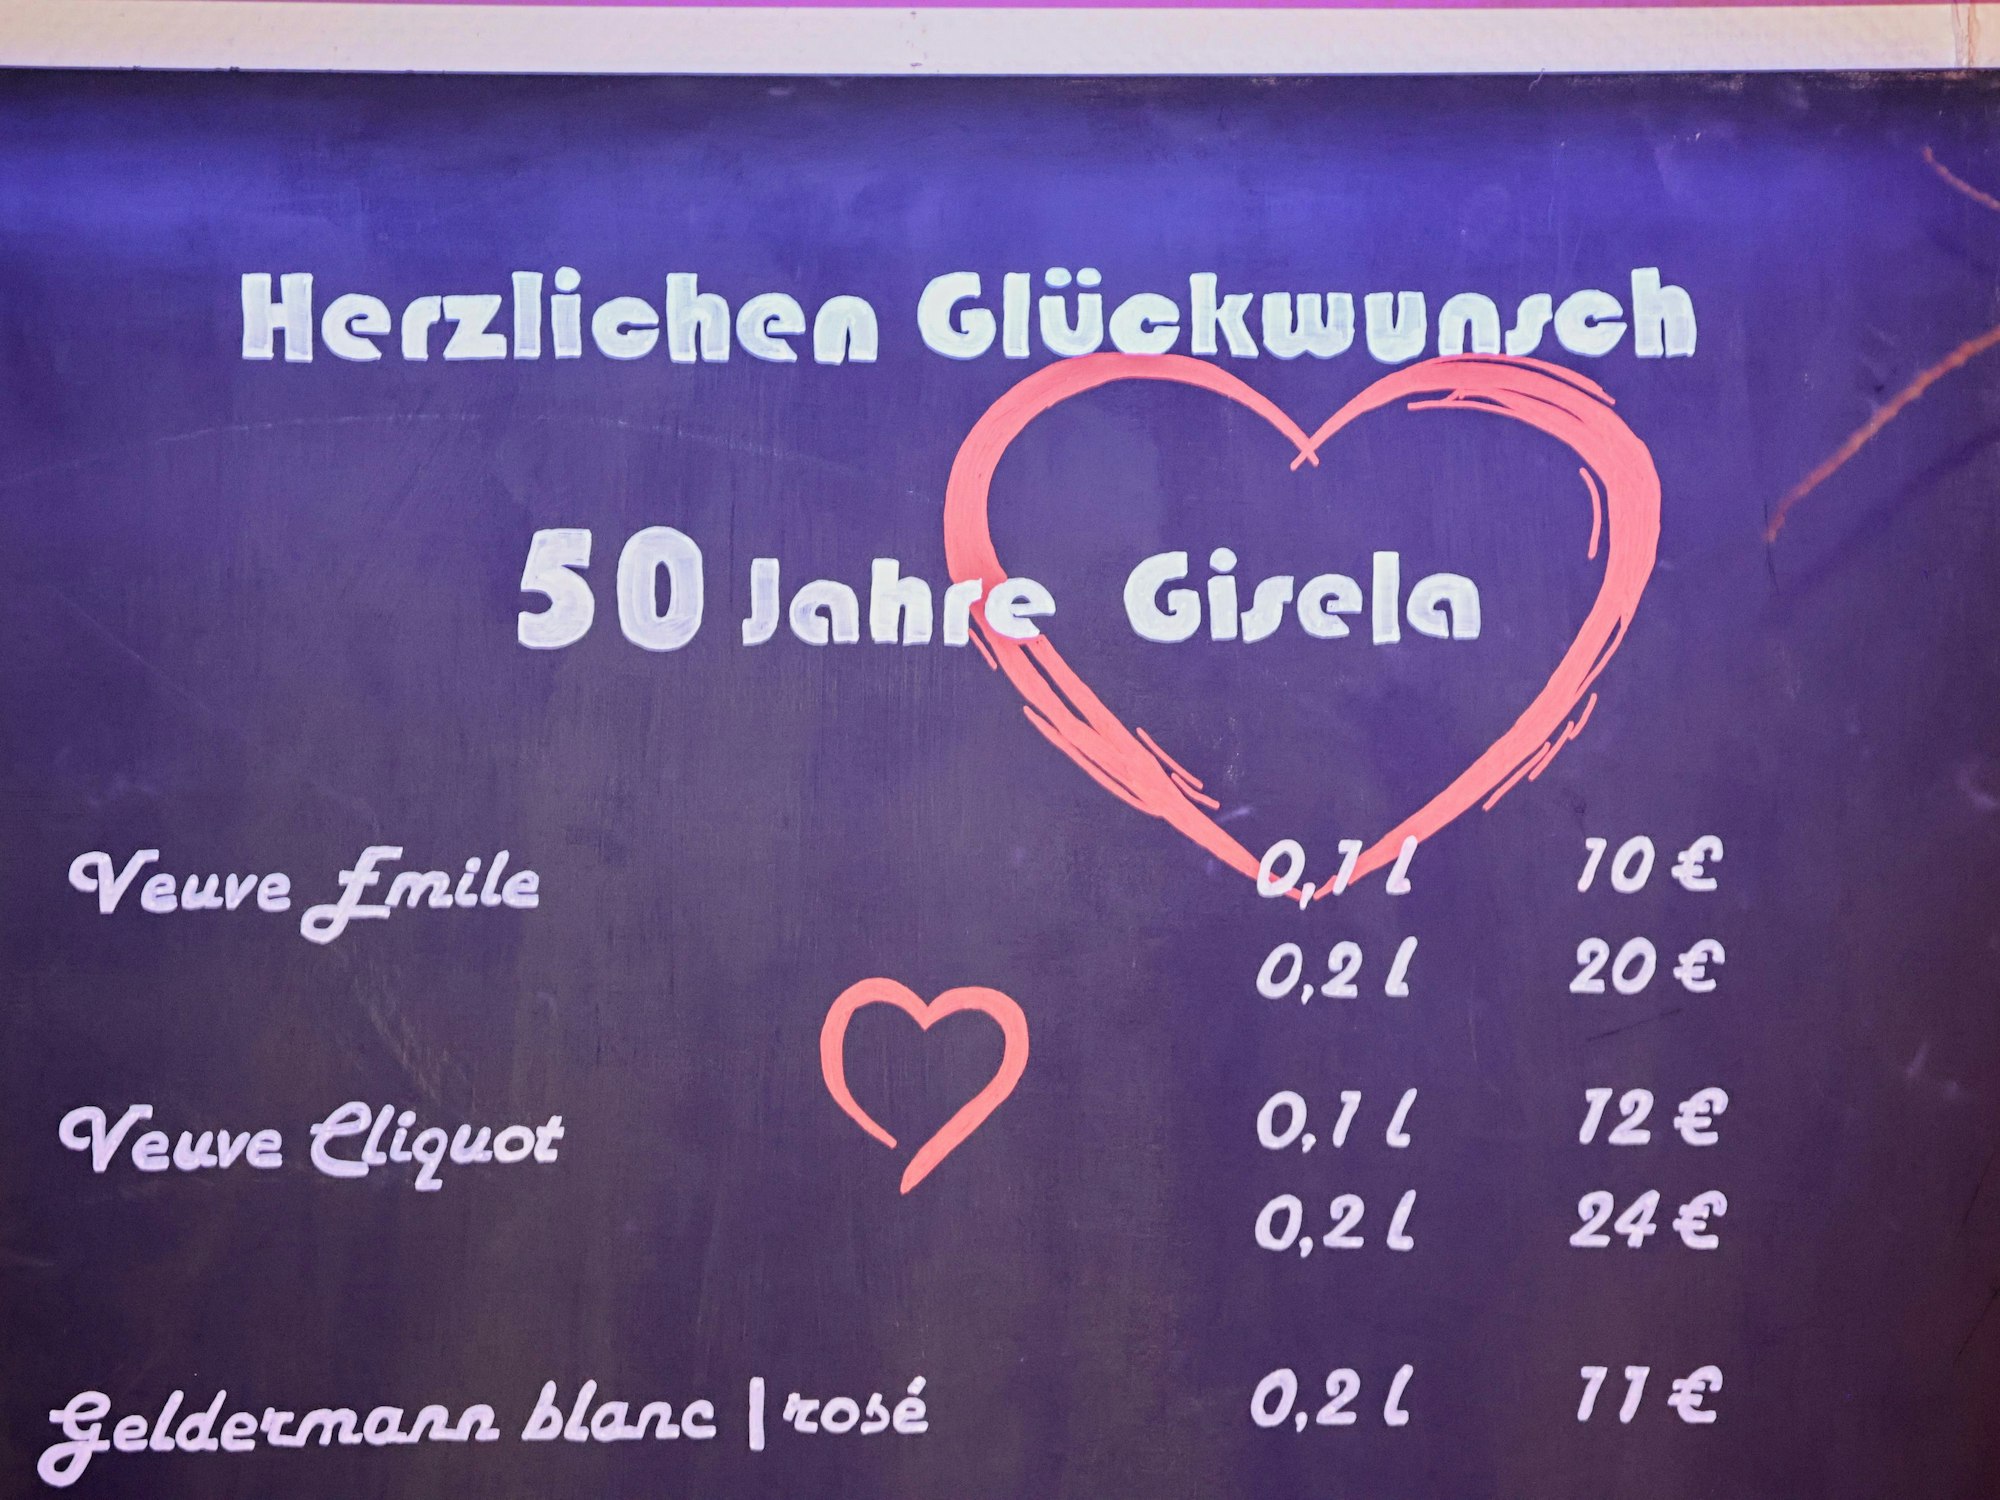 Herzlichen Glückwunsch
50 Jahre Gisela
Veuve Emile 0,1 l 10 €
0,2 l 20 €
Veuve Cliquot 0,1 l 12 €
0,2 l 24 €
Geldermann blanc | rosé 0,2 l 11 €